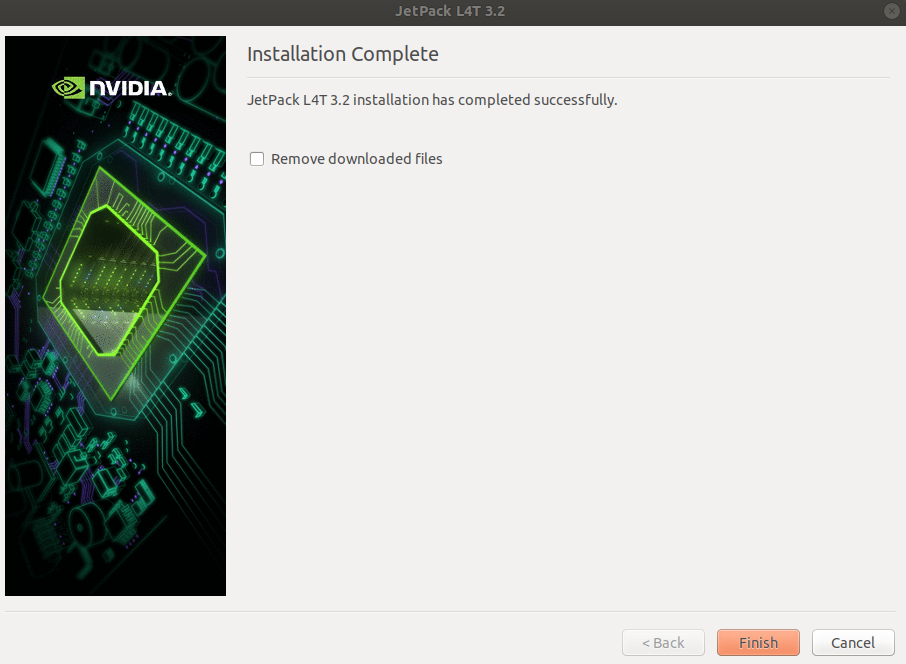 JetPack L4T 3.2
NVIDIA.
Installation Complete
JetPack L4T 3.2 installation has completed successfully.
Remove downloaded files
< Back
Finish
Cancel